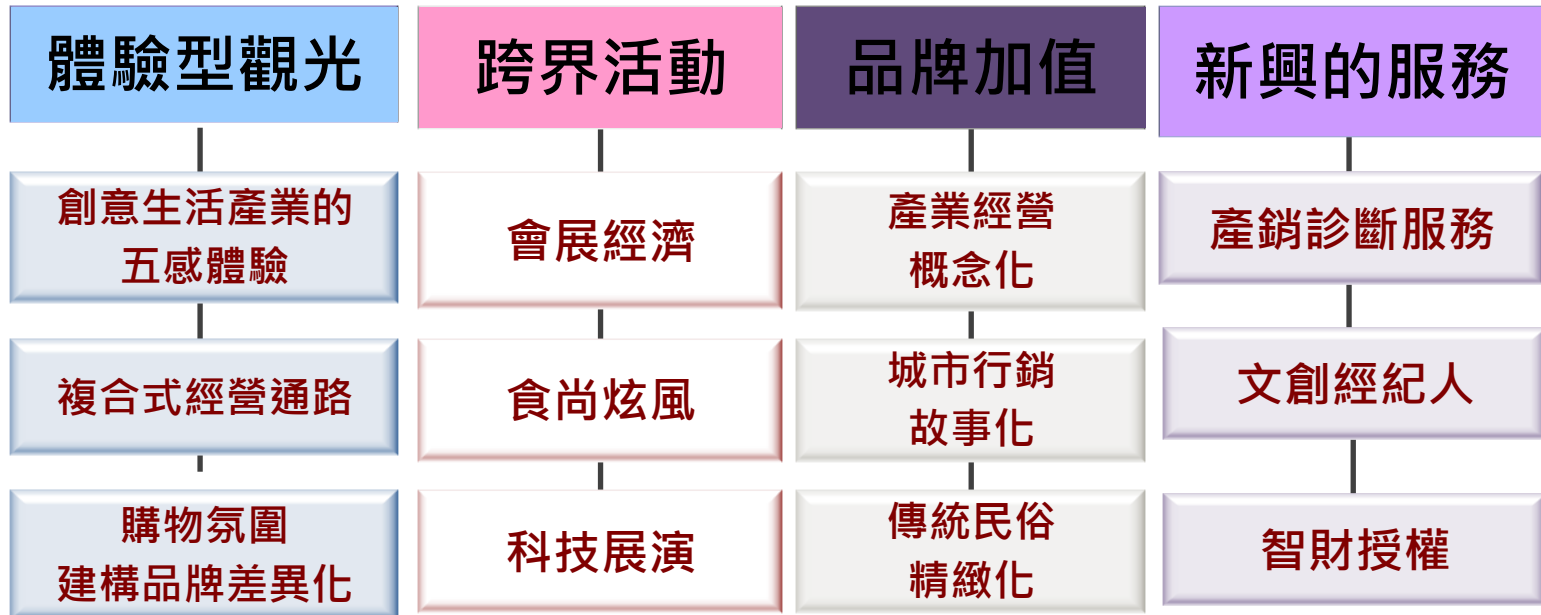 體驗型觀光
創意生活產業的
五感體驗
複合式經營通路
購物氛圍
建構品牌差異化
跨界活動
會展經濟
食尚炫風
科技展演
品牌加值
產業經營
概念化
城市行銷
故事化
傳統民俗
精緻化
新興的服務
產銷診斷服務
文創經紀人
智財授權